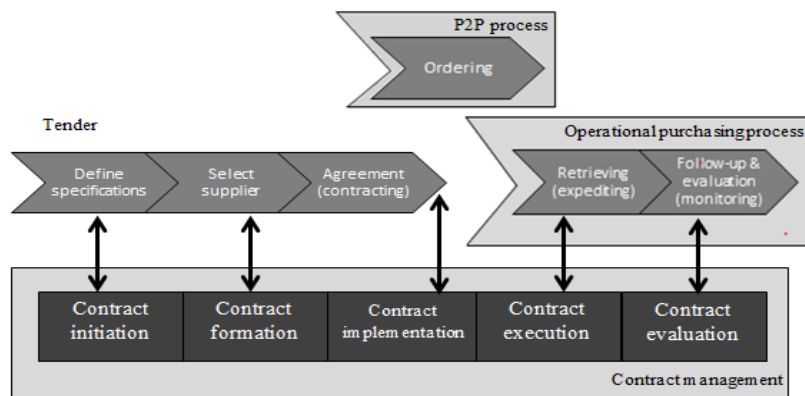 P2P process
Ordering
Tender
Operational purchasing process
Define
specifications
Select
supplier
Agreement
(contracting)
Retrieving
(expediting)
Follow-up &
evaluation
(monitoring)
Contract
initiation
Contract
formation
Contract
implementation
Contract
execution
Contract
evaluation
Contract management